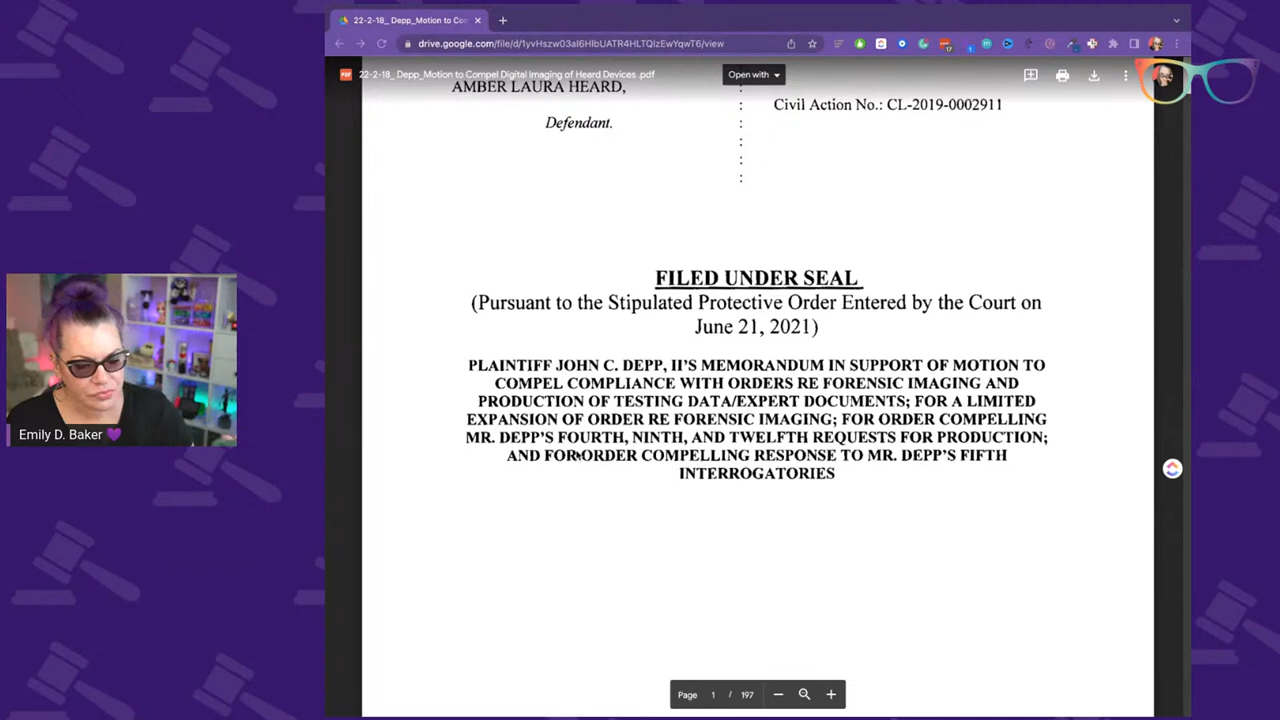 22-2-18_ Depp_Motion to Com
drive.google.com/file/d/1yvHszw03aI6HIbUATR4HLTQIzEwYqwT6/view
22-2-18_ Depp_Motion to Compel Digital Imaging of Heard Devices .pdf
Open with
AMBER LAURA HEARD,
Defendant.
:
:
:
:
:
:
Civil Action No.: CL-2019-0002911
FILED UNDER SEAL
(Pursuant to the Stipulated Protective Order Entered by the Court on
June 21, 2021)
PLAINTIFF JOHN C. DEPP, II'S MEMORANDUM IN SUPPORT OF MOTION TO
COMPEL COMPLIANCE WITH ORDERS RE FORENSIC IMAGING AND
PRODUCTION OF TESTING DATA/EXPERT DOCUMENTS; FOR A LIMITED
EXPANSION OF ORDER RE FORENSIC IMAGING; FOR ORDER COMPELLING
MR. DEPP'S FOURTH, NINTH, AND TWELFTH REQUESTS FOR PRODUCTION;
AND FOR ORDER COMPELLING RESPONSE TO MR. DEPP'S FIFTH
INTERROGATORIES
Emily D. Baker 💜
Page 1 / 197